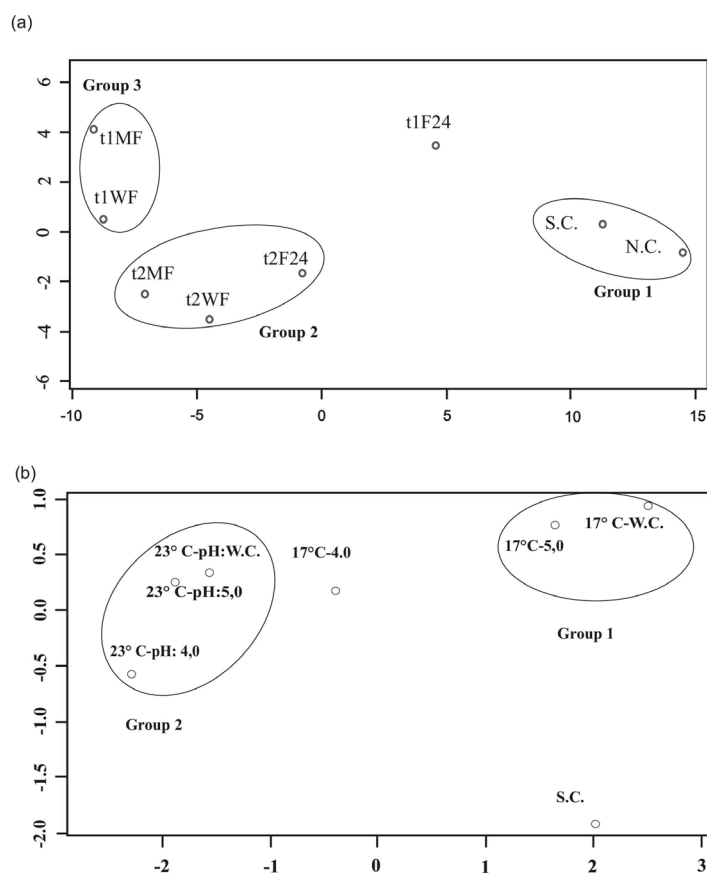 (a)
6
4
2
0
-2
-4
-6
Group 3
t1MF
t1WF
t1F24
S.C.
N.C.
Group 1
t2F24
t2MF
t2WF
Group 2
-10 -5 0 5 10 15
(b)
1.0
0.5
0.0
-0.5
-1.0
-1.5
-2.0
17° C-W.C.
17°C-5,0
Group 1
23° C-pH:W.C.
17°C-4.0
23° C-pH:5,0
23° C-pH: 4,0
Group 2
S.C.
-2 -1 0 1 2 3